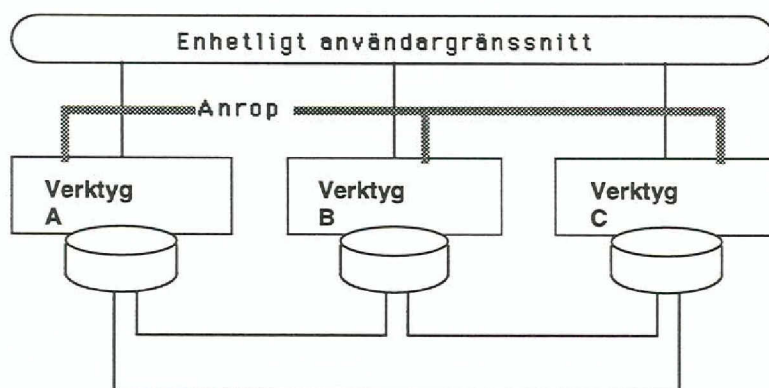 Enhetligt användargränssnitt
Anrop
Verktyg
A
Verktyg
B
Verktyg
C